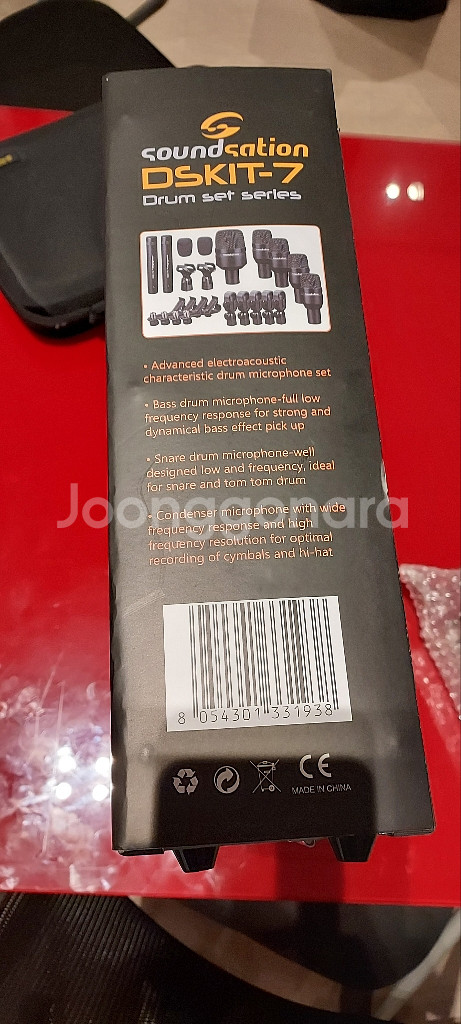 soundsation
DSKIT-7
Drum set series
• Advanced electroacoustic
characteristic drum microphone set
• Bass drum microphone-full low
frequency response for strong and
dynamical bass effect pick up
• Snare drum microphone-well
designed low and frequency, ideal
for snare and tom tom drum
Joonggonara
• Condenser microphone with wide
frequency response and high
frequency resolution for optimal
recording of cymbals and hi-hat
8 054301 331938
CE
MADE IN CHINA